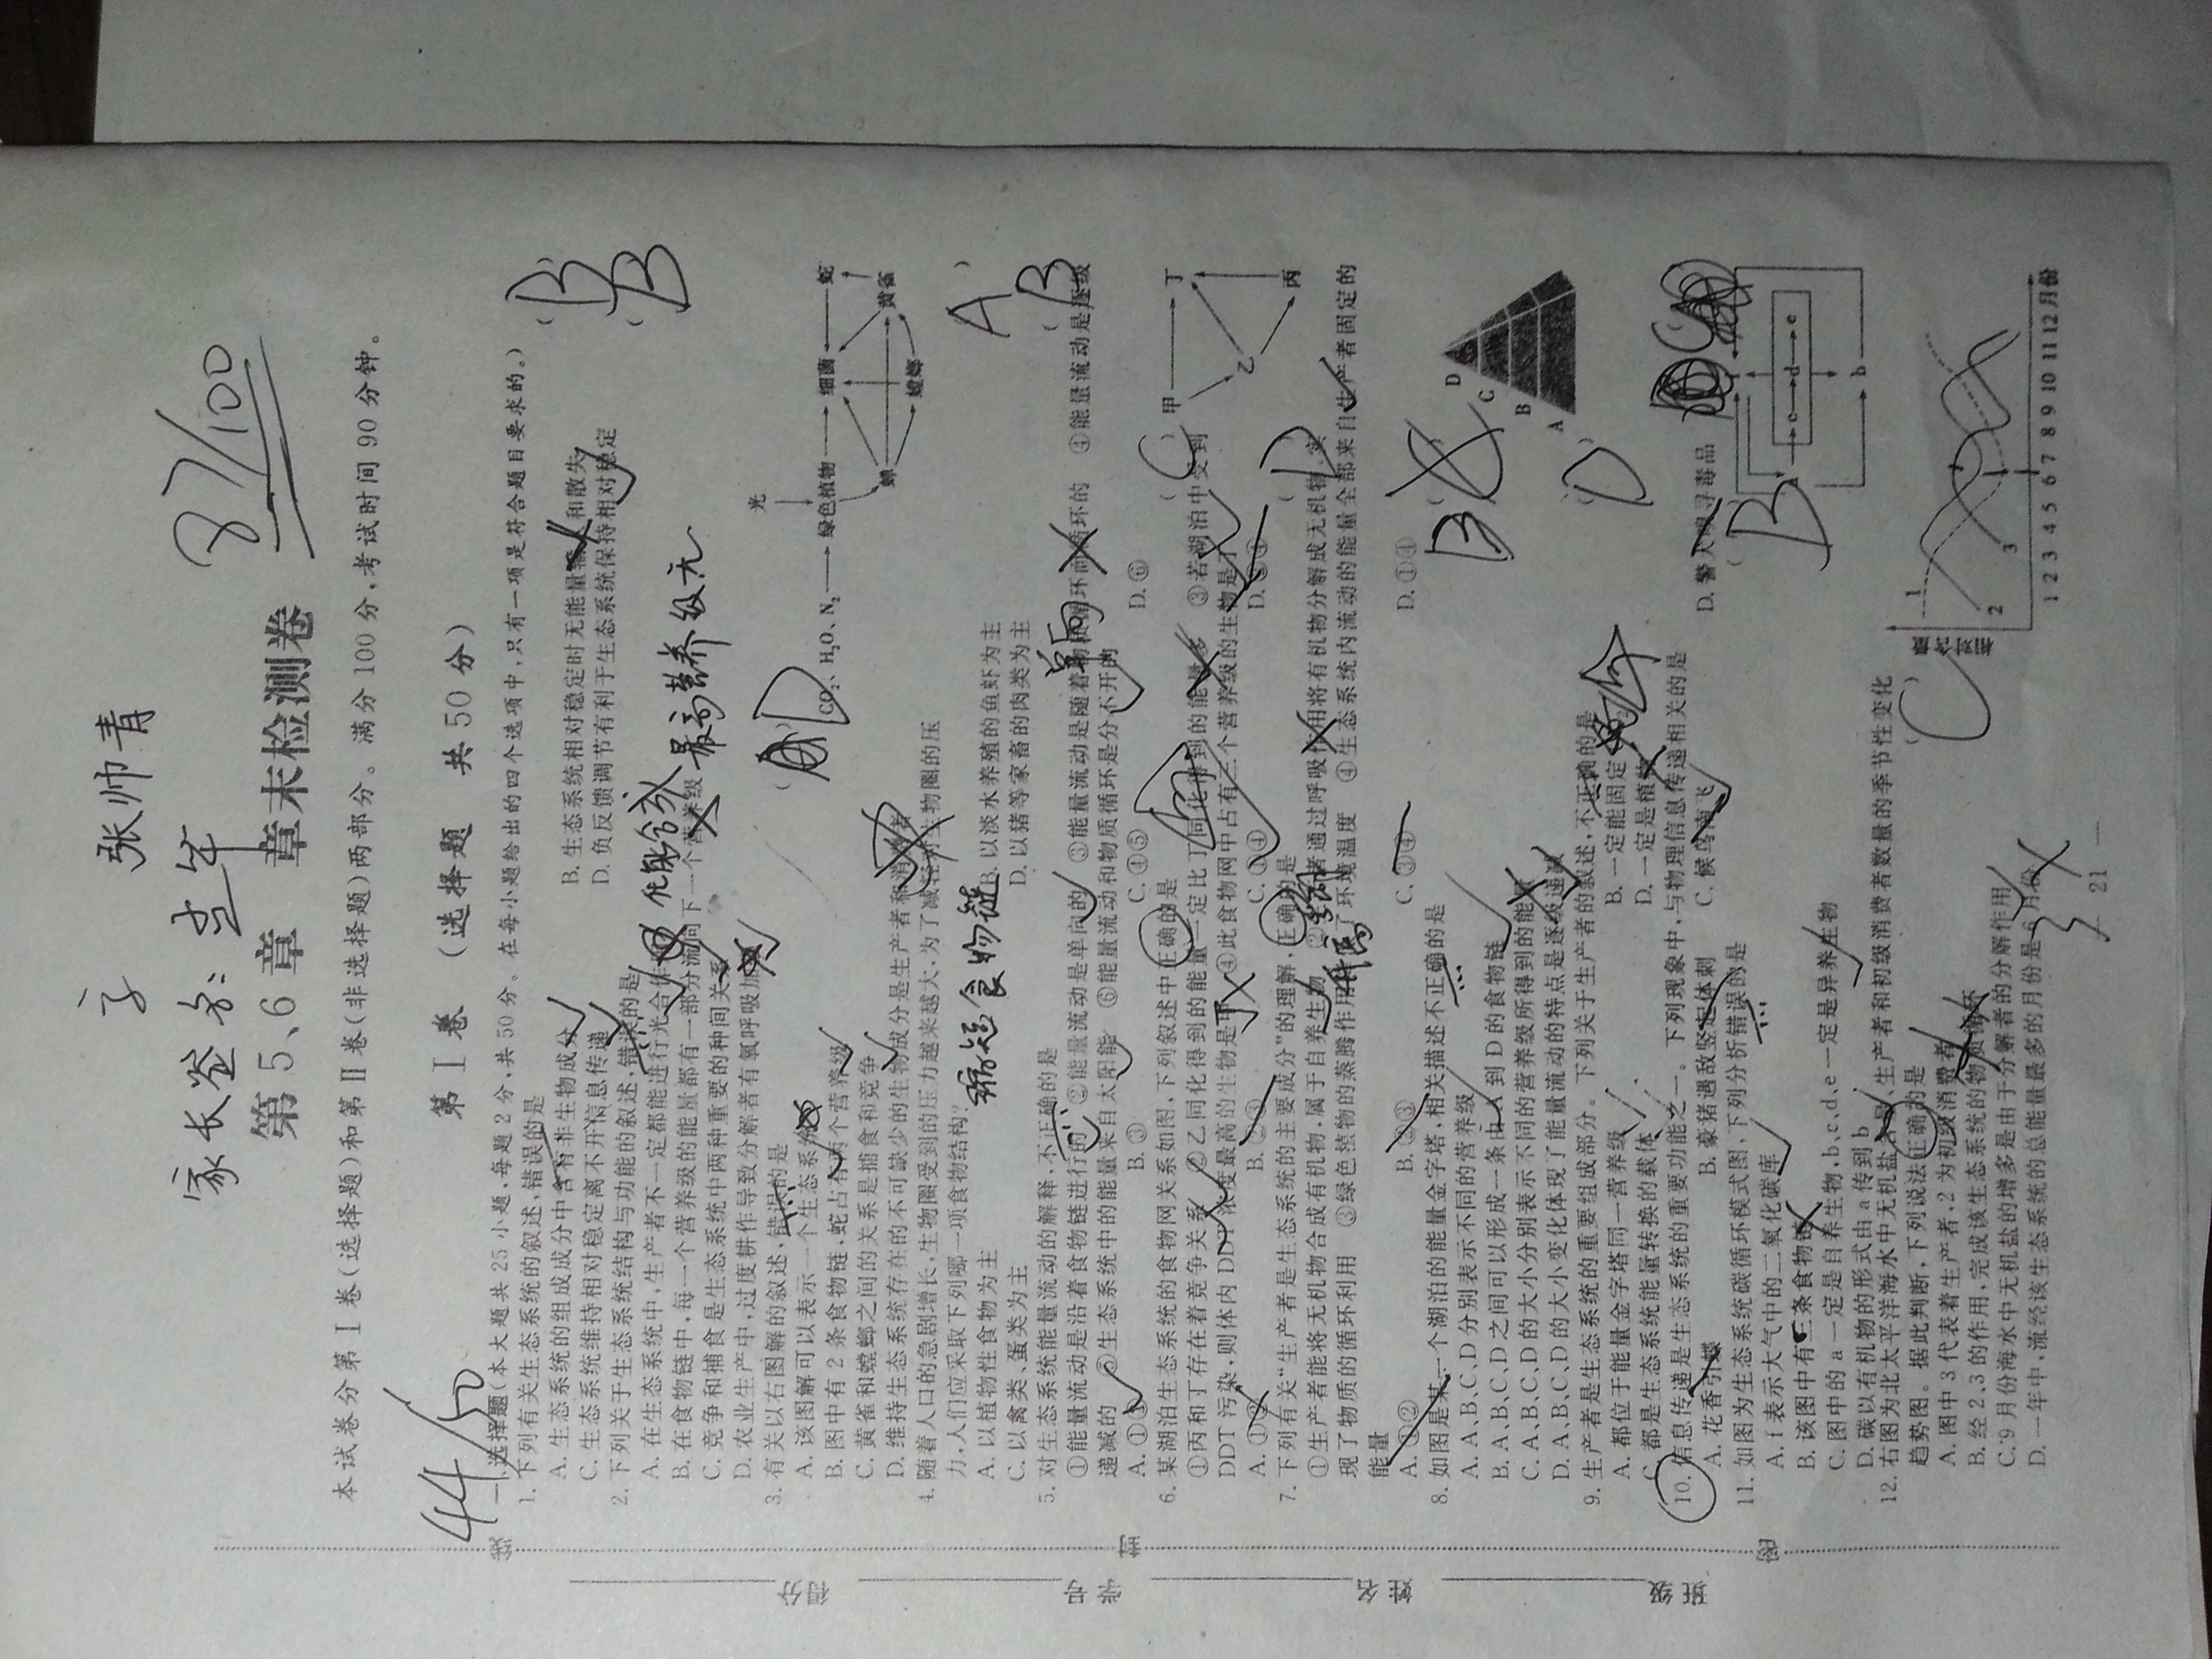 张帅青
家长签名:
87/100
第5、6章 章末检测卷
本试卷分第Ⅰ卷(选择题)和第Ⅱ卷(非选择题)两部分。满分100分,考试时间90分钟。
44/50
第Ⅰ卷 (选择题 共50分)
一、选择题(本大题共25小题,每题2分,共50分。在每小题给出的四个选项中,只有一项是符合题目要求的。)
1. 下列有关生态系统的叙述,错误的是 (B)
A. 生态系统的组成成分中含有非生物成分 B. 生态系统相对稳定时无能量输入和散失
C. 生态系统维持相对稳定离不开信息传递 D. 负反馈调节有利于生态系统保持相对稳定
2. 下列关于生态系统结构与功能的叙述,错误的是 (B)
A. 在生态系统中,生产者不一定都能进行光合作用 化能合成
B. 在食物链中,每一个营养级的能量都有一部分流向下一个营养级 最高营养级无
C. 竞争和捕食是生态系统中两种重要的种间关系
D. 农业生产中,过度耕作导致分解者有氧呼吸加
3. 有关以右图解的叙述,错误的是 D
A. 该图解可以表示一个生态系统
B. 图中有2条食物链,蛇占有两个营养级
C. 黄雀和螳螂之间的关系是捕食和竞争
D. 维持生态系统存在的不可缺少的生物成分是生产者和消费者
光
CO₂、H₂O、N₂ 绿色植物 细菌 蛇
蝉 黄雀
螳螂
4. 随着人口的急剧增长,生物圈受到的压力越来越大,为了减轻对生物圈的压
力,人们应采取下列哪一项食物结构? A
缩短食物链
A. 以植物性食物为主 B. 以淡水养殖的鱼虾为主
C. 以禽类、蛋类为主 D. 以猪等家畜的肉类为主
5. 对生态系统能量流动的解释,不正确的是 (B)
单向
①能量流动是沿着食物链进行的 ②能量流动是单向的 ③能量流动是随着物质循环而循环的 ④能量流动是逐级
递减的 ⑤生态系统中的能量来自太阳能 ⑥能量流动和物质循环是分不开的
A. ①② B. ③ C. ④⑤ D. ⑥
6. 某湖泊生态系统的食物网关系如图,下列叙述中正确的是 (C)
①丙和丁存在着竞争关系 ②乙同化得到的能量一定比丁同化得到的能量多 ③若湖泊中受到
DDT污染,则体内DDT浓度最高的生物是甲 ④此食物网中占有三个营养级的生物是丁
丁
A. ①② B. ②③ C. ①④ D. ③④
甲 丁
乙
丙
7. 下列有关“生产者是生态系统的主要成分”的理解,正确的是 (D)
①生产者能将无机物合成有机物,属于自养生物 ②生产者通过呼吸作用将有机物分解成无机物,实
现了物质的循环利用 ③绿色植物的蒸腾作用 了环境温度 ④生态系统内流动的能量全部来自生产者固定的
升高
能量
A. ①② B. ②③ C. ③④ D. ①④
8. 如图是某一个湖泊的能量金字塔,相关描述不正确的是 B
A. A、B、C、D分别表示不同的营养级
B. A、B、C、D之间可以形成一条由A到D的食物链
C. A、B、C、D的大小分别表示不同的营养级所得到的能量
D. A、B、C、D的大小变化体现了能量流动的特点是逐级递减
D
C
B
A
9. 生产者是生态系统的重要组成部分。下列关于生产者的叙述,不正确的是 (D)
A. 都位于能量金字塔同一营养级 B. 一定能固定
C. 都是生态系统能量转换的载体 D. 一定是植物
10. 信息传递是生态系统的重要功能之一。下列现象中,与物理信息传递相关的是 C
A. 花香引蝶 B. 豪猪遇敌竖起体刺 C. 候鸟南飞 D. 警犬嗅寻毒品
11. 如图为生态系统碳循环模式图,下列分析错误的是 B
A. f表示大气中的二氧化碳库
B. 该图中有三条食物链
C. 图中的a一定是自养生物,b、c、d、e一定是异养生物
D. 碳以有机物的形式由a传到b
c d e
b
12. 右图为北太平洋海水中无机盐含量、生产者和初级消费者数量的季节性变化
趋势图。据此判断,下列说法正确的是 (C)
A. 图中3代表着生产者,2为初级消费者
B. 经2、3的作用,完成该生态系统的物质循环
C. 9月份海水中无机盐的增多是由于分解者的分解作用
D. 一年中,流经该生态系统的总能量最多的月份是6月份
3
相对含量
1
2
3
1 2 3 4 5 6 7 8 9 10 11 12 月份
— 21 —
班级 姓名 学号 得分
密 封 线